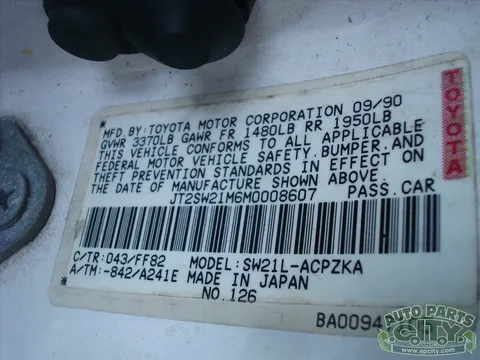 MFD.BY:TOYOTA MOTOR CORPORATION 09/90
GVWR 3370LB GAWR FR 1480LB RR 1950LB
THIS VEHICLE CONFORMS TO ALL APPLICABLE
FEDERAL MOTOR VEHICLE SAFETY,BUMPER,AND
THEFT PREVENTION STANDARDS IN EFFECT ON
THE DATE OF MANUFACTURE SHOWN ABOVE.
JT2SW21M6M0008607 PASS.CAR
C/TR:043/FF82 MODEL:SW21L-ACPZKA
A/TM:-842/A241E MADE IN JAPAN
NO.126
TOYOTA
BA0094
AUTO PARTS
CITY
www.apcity.com